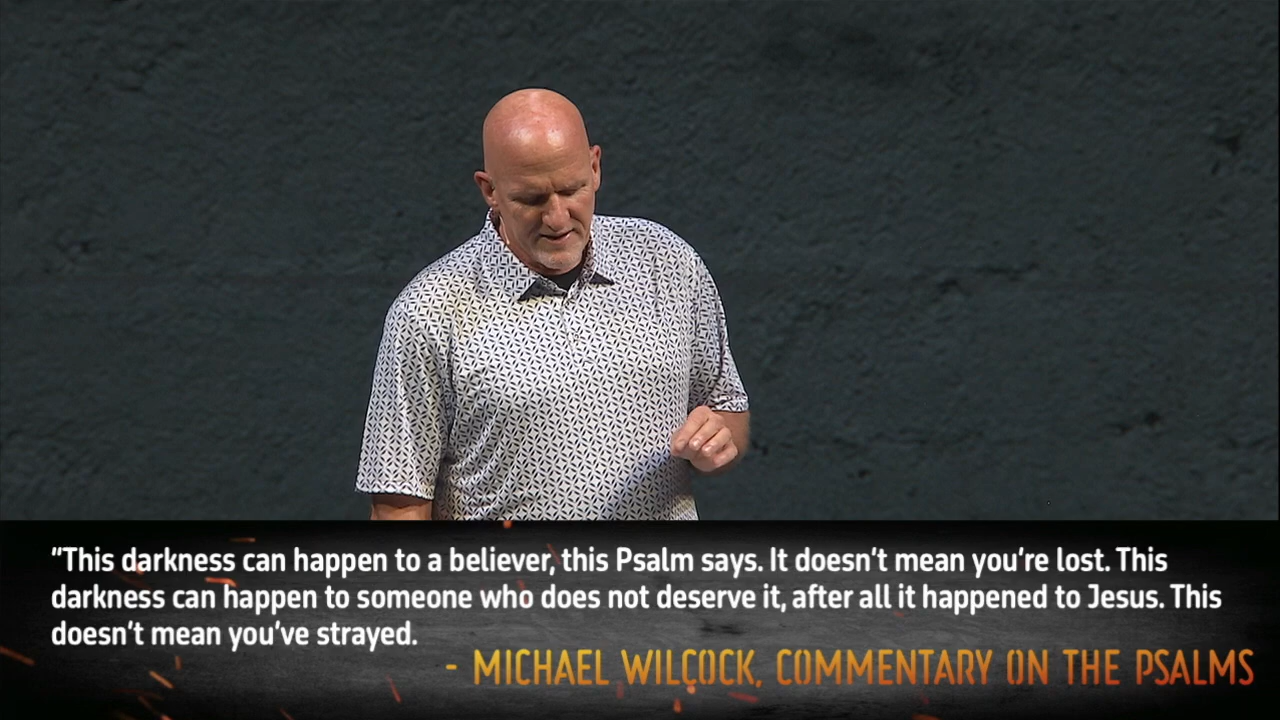 “This darkness can happen to a believer, this Psalm says. It doesn’t mean you’re lost. This
darkness can happen to someone who does not deserve it, after all it happened to Jesus. This
doesn’t mean you’ve strayed.
- MICHAEL WILCOCK, COMMENTARY ON THE PSALMS